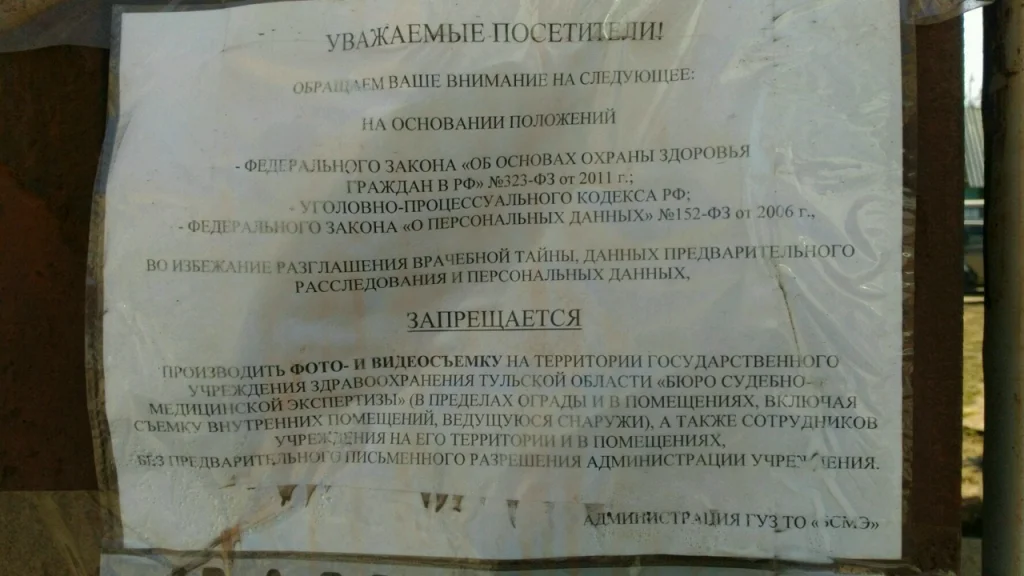 УВАЖАЕМЫЕ ПОСЕТИТЕЛИ!
ОБРАЩАЕМ ВАШЕ ВНИМАНИЕ НА СЛЕДУЮЩЕЕ:
НА ОСНОВАНИИ ПОЛОЖЕНИЙ
- ФЕДЕРАЛЬНОГО ЗАКОНА «ОБ ОСНОВАХ ОХРАНЫ ЗДОРОВЬЯ
ГРАЖДАН В РФ» №323-ФЗ от 2011 г.;
- УГОЛОВНО-ПРОЦЕССУАЛЬНОГО КОДЕКСА РФ;
- ФЕДЕРАЛЬНОГО ЗАКОНА «О ПЕРСОНАЛЬНЫХ ДАННЫХ» №152-ФЗ от 2006 г.,
ВО ИЗБЕЖАНИЕ РАЗГЛАШЕНИЯ ВРАЧЕБНОЙ ТАЙНЫ, ДАННЫХ ПРЕДВАРИТЕЛЬНОГО
РАССЛЕДОВАНИЯ И ПЕРСОНАЛЬНЫХ ДАННЫХ,
ЗАПРЕЩАЕТСЯ
ПРОИЗВОДИТЬ ФОТО- И ВИДЕОСЪЕМКУ НА ТЕРРИТОРИИ ГОСУДАРСТВЕННОГО
УЧРЕЖДЕНИЯ ЗДРАВООХРАНЕНИЯ ТУЛЬСКОЙ ОБЛАСТИ «БЮРО СУДЕБНО-
МЕДИЦИНСКОЙ ЭКСПЕРТИЗЫ» (В ПРЕДЕЛАХ ОГРАДЫ И В ПОМЕЩЕНИЯХ, ВКЛЮЧАЯ
СЪЕМКУ ВНУТРЕННИХ ПОМЕЩЕНИЙ, ВЕДУЩУЮСЯ СНАРУЖИ), А ТАКЖЕ СОТРУДНИКОВ
УЧРЕЖДЕНИЯ НА ЕГО ТЕРРИТОРИИ И В ПОМЕЩЕНИЯХ,
БЕЗ ПРЕДВАРИТЕЛЬНОГО ПИСЬМЕННОГО РАЗРЕШЕНИЯ АДМИНИСТРАЦИИ УЧРЕЖДЕНИЯ.
АДМИНИСТРАЦИЯ ГУЗ ТО «БСМЭ»